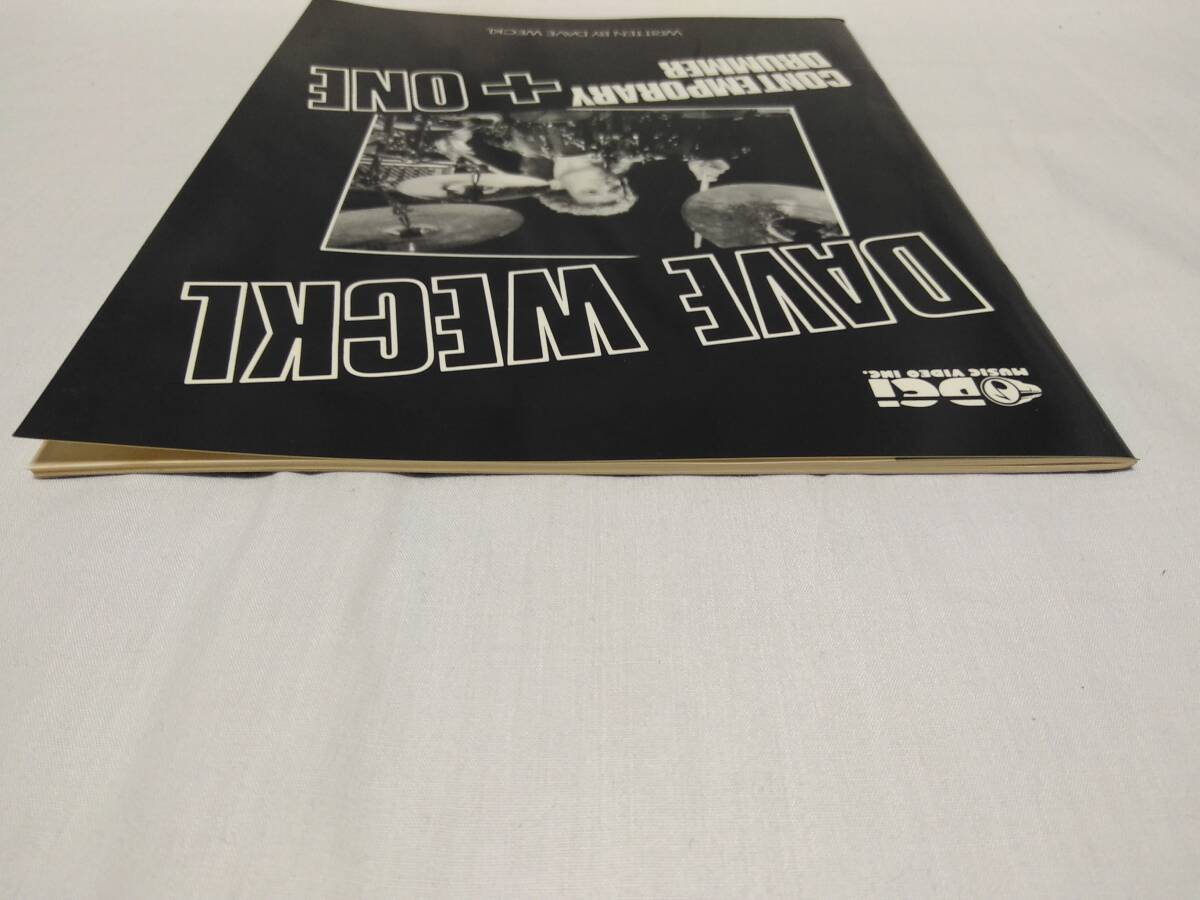 DCI
MUSIC VIDEO INC.
DAVE WECKL
CONTEMPORARY
DRUMMER
+ ONE
WRITTEN BY DAVE WECKL